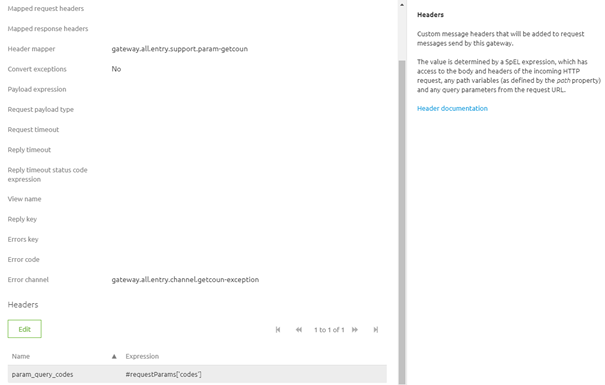 Mapped request headers
Mapped response headers
Header mapper gateway.all.entry.support.param-getcoun
Convert exceptions No
Payload expression
Request payload type
Request timeout
Reply timeout
Reply timeout status code
expression
View name
Reply key
Errors key
Error code
Error channel gateway.all.entry.channel.getcoun-exception
Headers
Edit 1 to 1 of 1
Name Expression
param_query_codes #requestParams['codes']
Headers
Custom message headers that will be added to request
messages send by this gateway.
The value is determined by a SpEL expression, which has
access to the body and headers of the incoming HTTP
request, any path variables (as defined by the path property)
and any query parameters from the request URL.
Header documentation